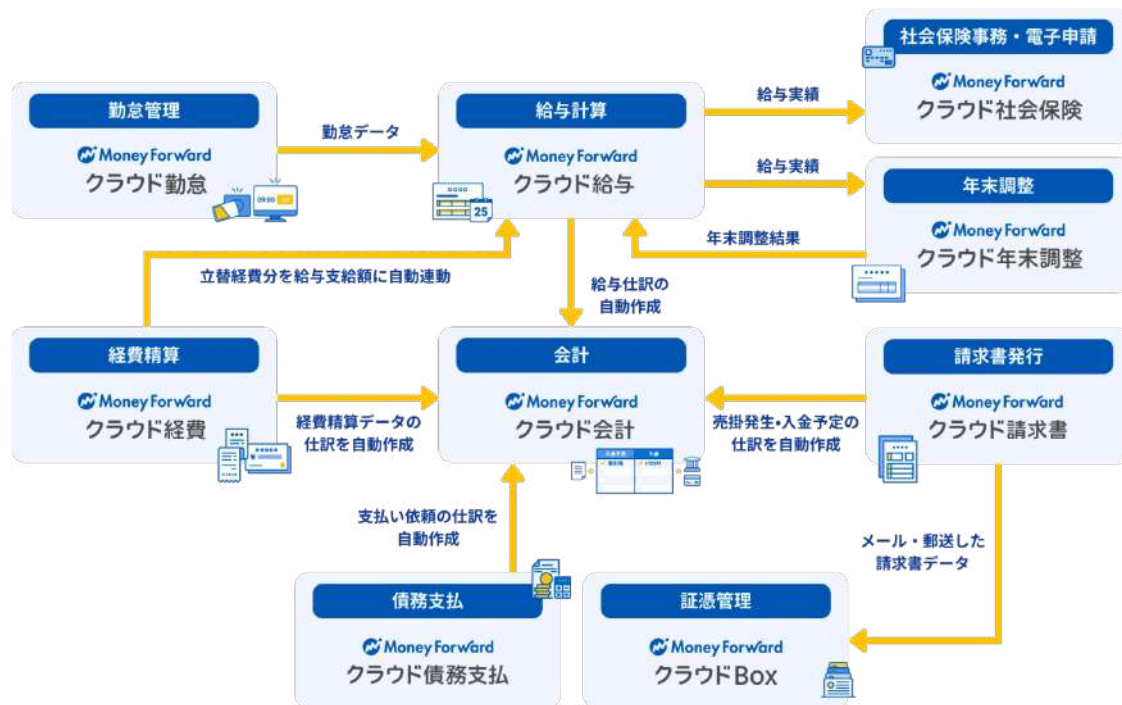 社会保険事務・電子申請
Money Forward
クラウド社会保険
勤怠管理
Money Forward
クラウド勤怠
09:00
勤怠データ
給与計算
Money Forward
クラウド給与
25
給与実績
給与実績
年末調整結果
年末調整
Money Forward
クラウド年末調整
立替経費分を給与支給額に自動連動
給与仕訳の
自動作成
経費精算
Money Forward
クラウド経費
経費精算データの
仕訳を自動作成
会計
Money Forward
クラウド会計
売掛発生・入金予定の
仕訳を自動作成
請求書発行
Money Forward
クラウド請求書
支払い依頼の仕訳を
自動作成
メール・郵送した
請求書データ
債務支払
Money Forward
クラウド債務支払
証憑管理
Money Forward
クラウドBox